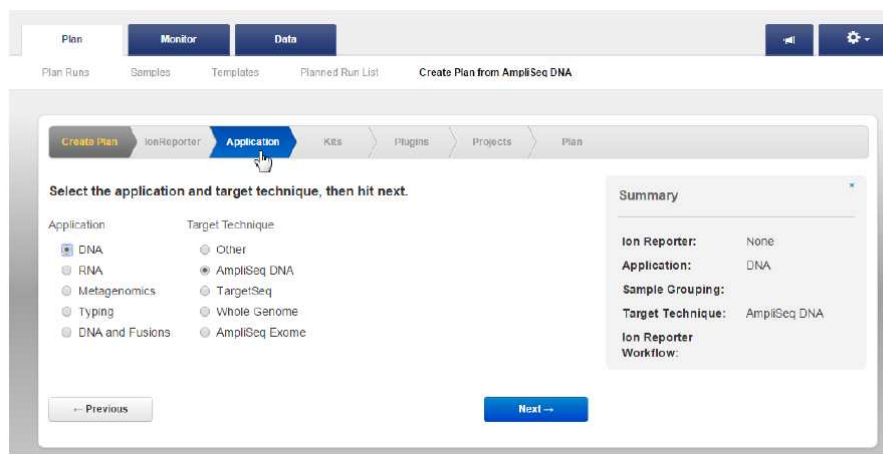 Plan Monitor Data
Plan Runs Samples Templates Planned Run List Create Plan from AmpliSeq DNA
Create Plan IonReporter Application Kits Plugins Projects Plan
Select the application and target technique, then hit next.
Application Target Technique
DNA Other
RNA AmpliSeq DNA
Metagenomics TargetSeq
Typing Whole Genome
DNA and Fusions AmpliSeq Exome
← Previous Next →
Summary ×
Ion Reporter: None
Application: DNA
Sample Grouping:
Target Technique: AmpliSeq DNA
Ion Reporter
Workflow: